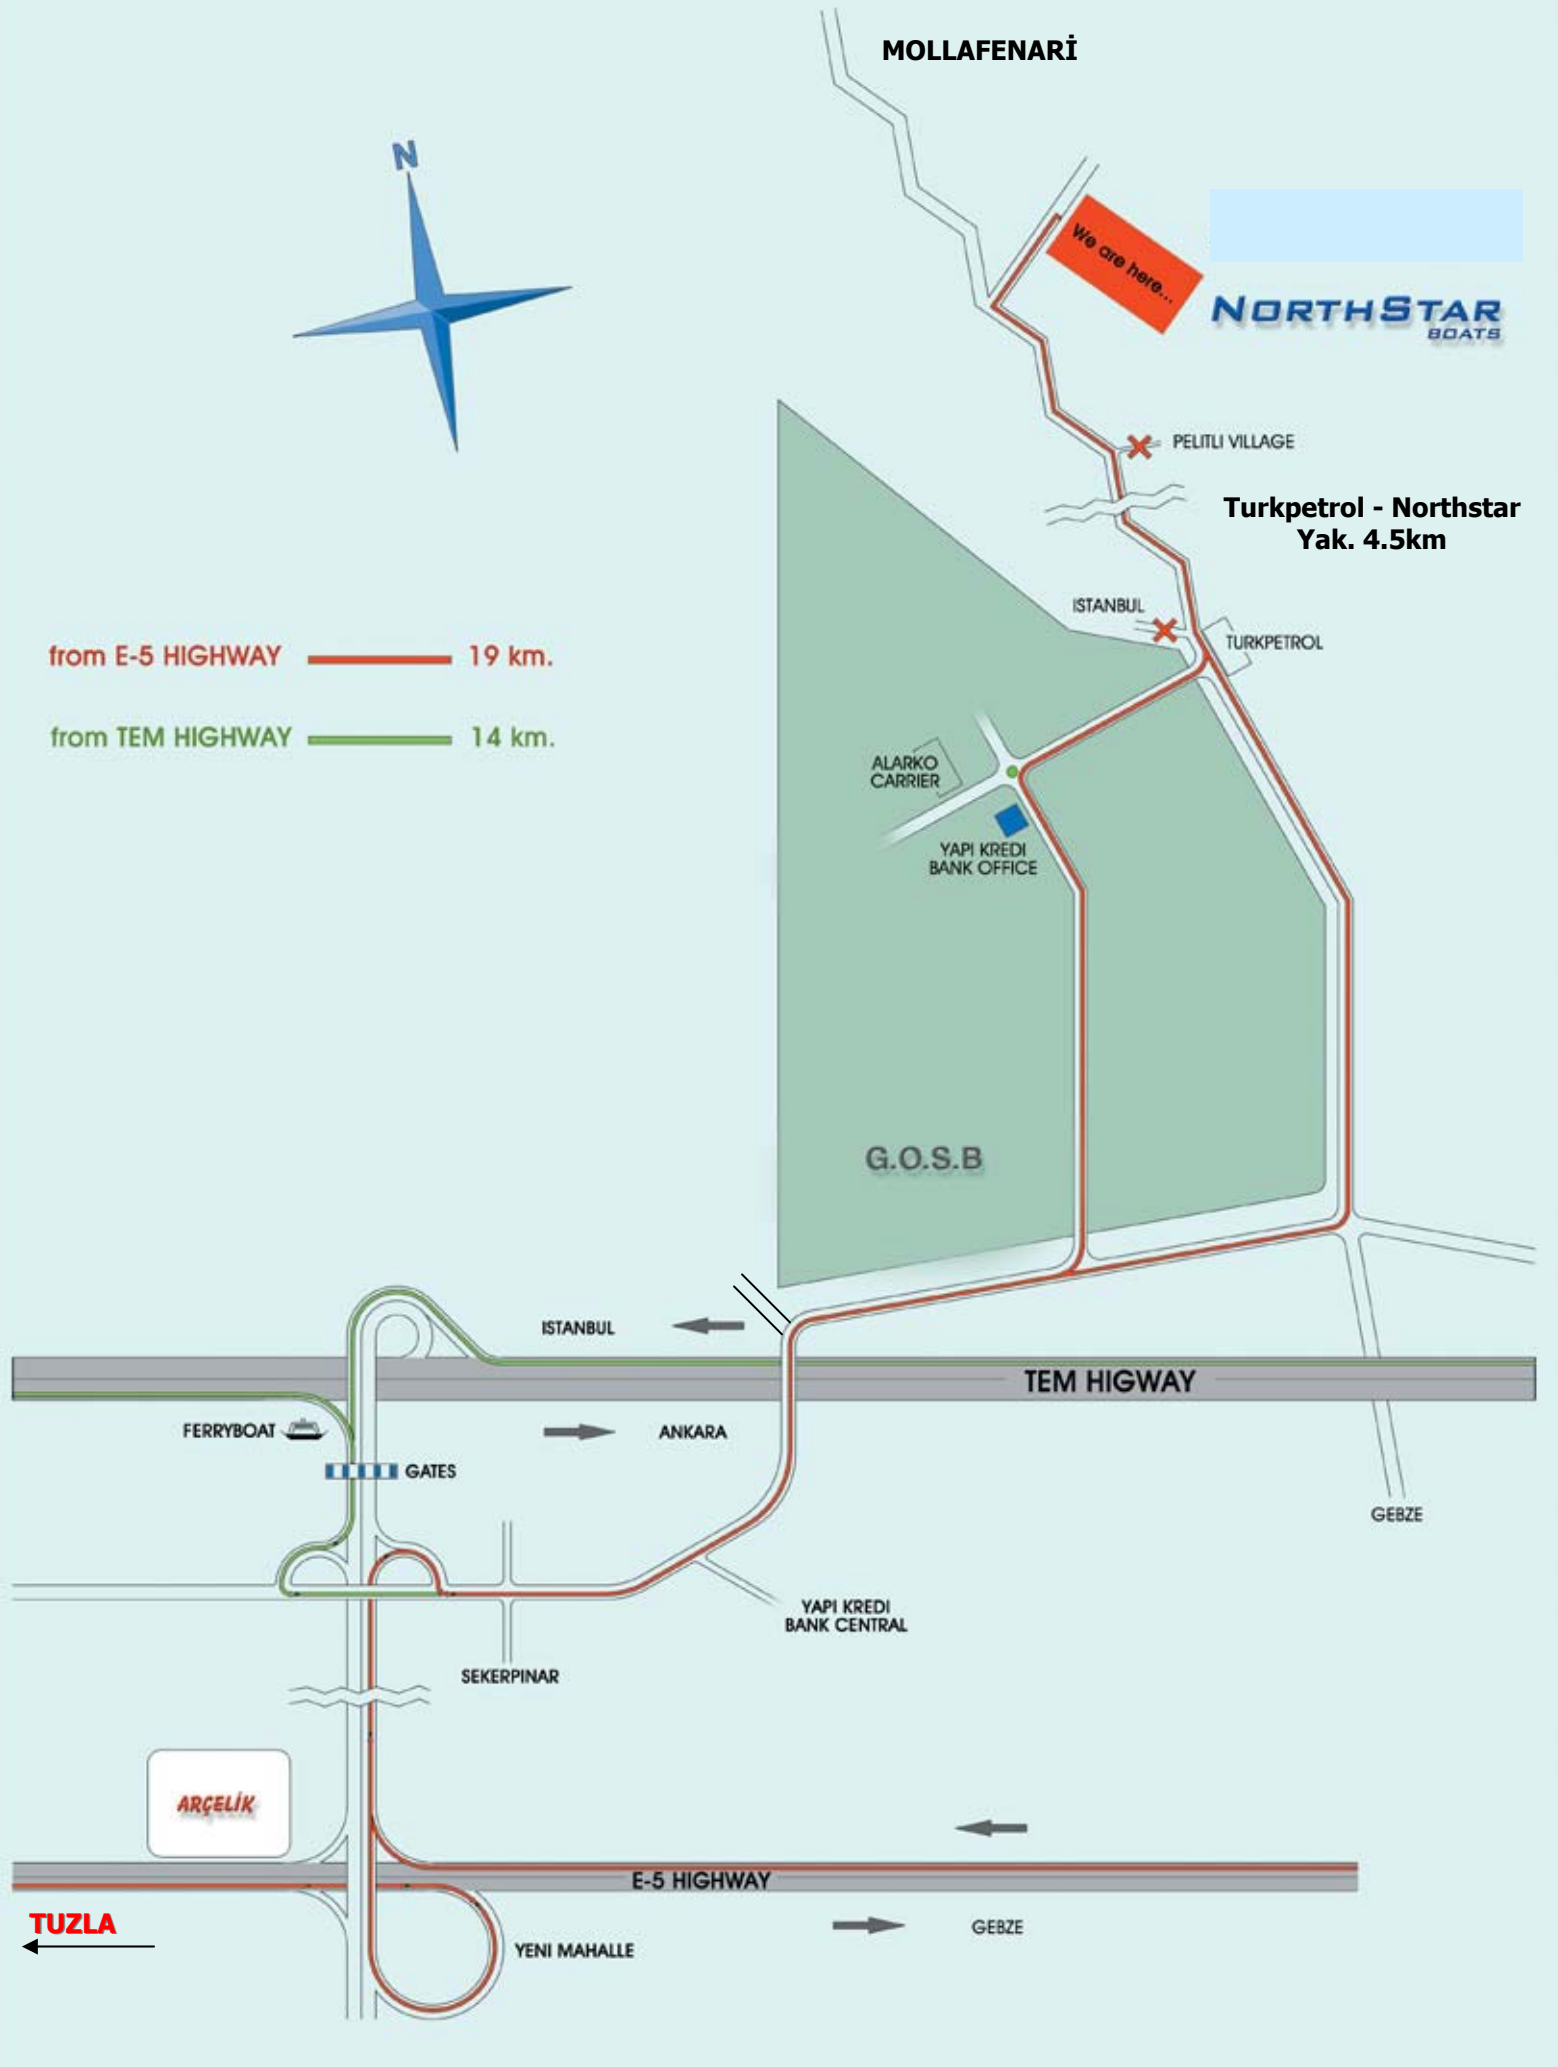 MOLLAFENARİ
N
We are here...
NORTHSTAR
BOATS
PELITLI VILLAGE
Turkpetrol - Northstar
Yak. 4.5km
ISTANBUL
TURKPETROL
from E-5 HIGHWAY 19 km.
from TEM HIGHWAY 14 km.
ALARKO
CARRIER
YAPI KREDI
BANK OFFICE
G.O.S.B
ISTANBUL
TEM HIGWAY
FERRYBOAT
ANKARA
GATES
GEBZE
YAPI KREDI
BANK CENTRAL
SEKERPINAR
ARÇELİK
E-5 HIGHWAY
TUZLA
GEBZE
YENI MAHALLE